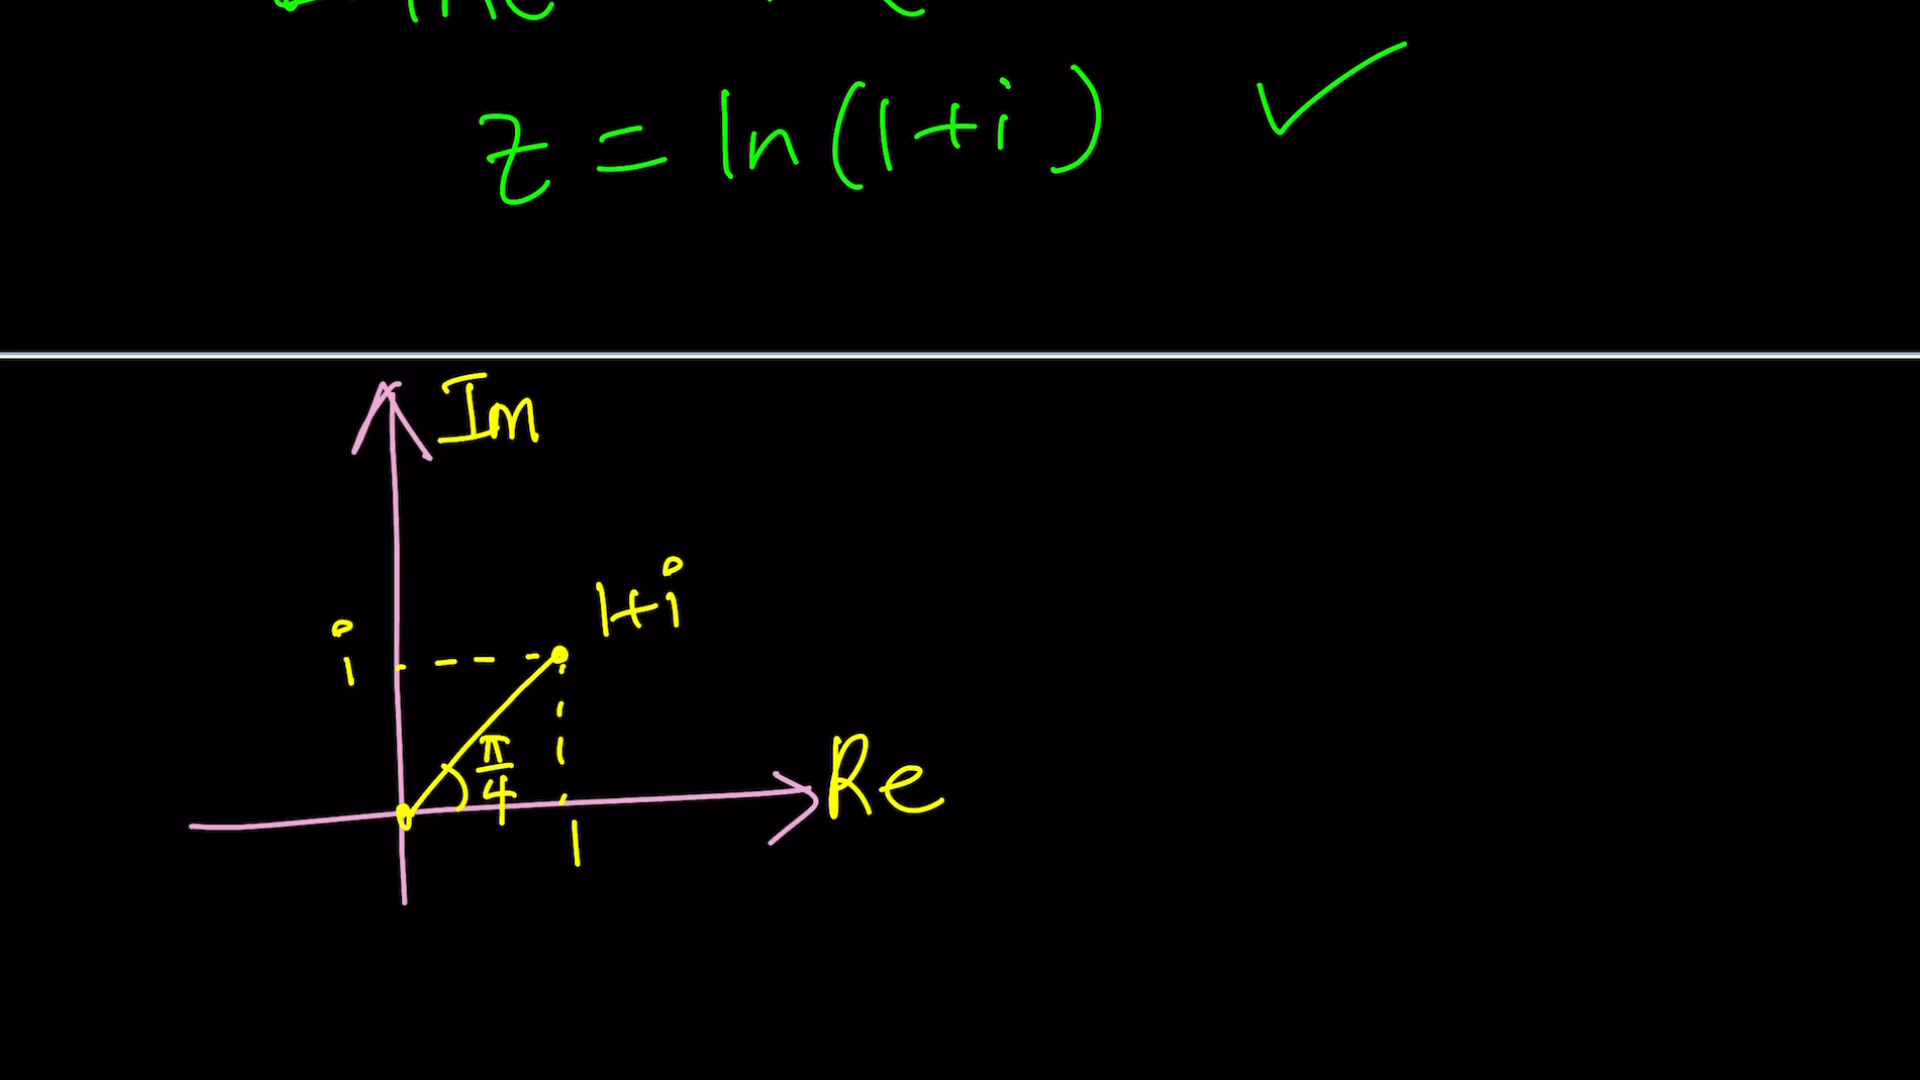 z = ln(1+i) ✓
Im
1+i
i
π/4
Re
1